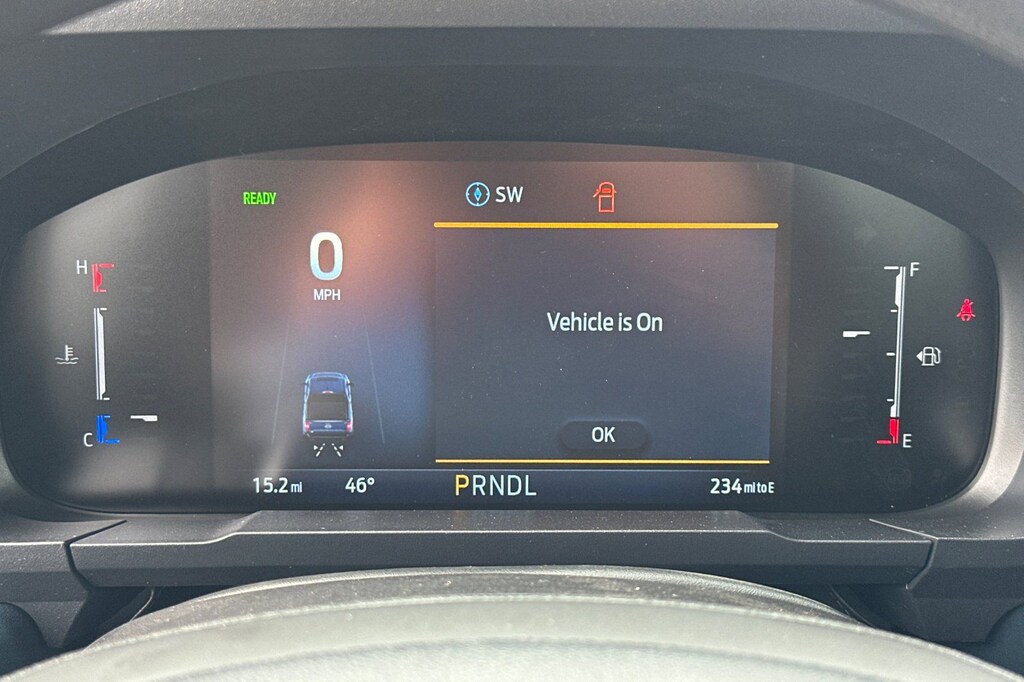 READY
SW
0
MPH
H
F
Vehicle is On
OK
C
E
15.2 mi 46° PRNDL 234 mi to E